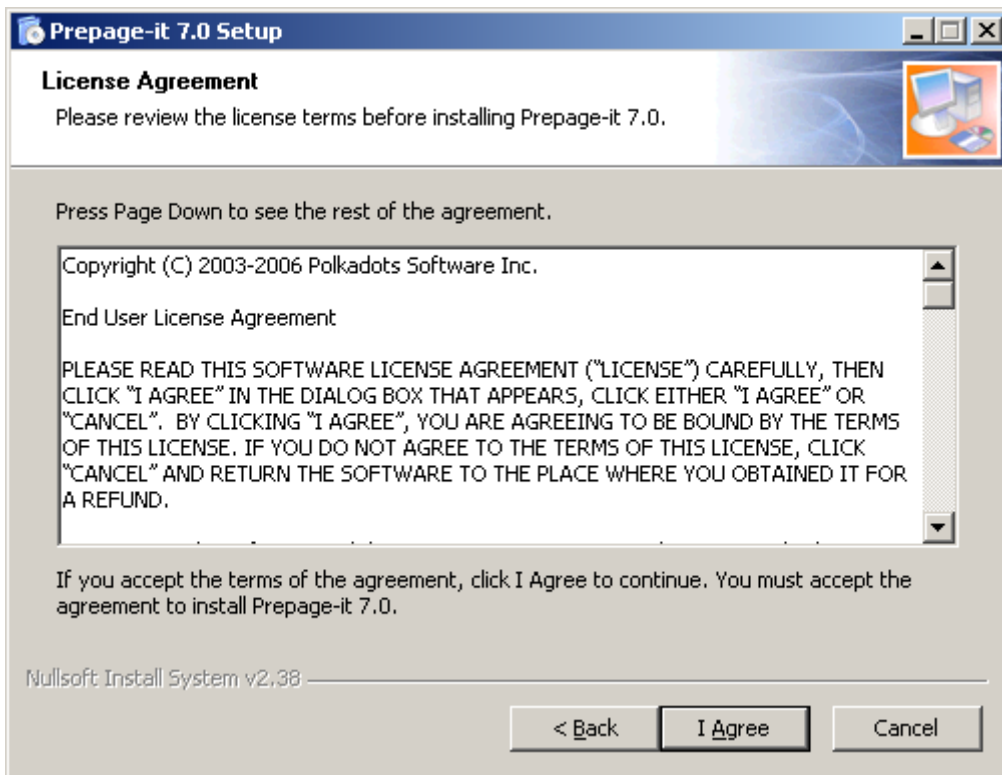 Prepage-it 7.0 Setup
License Agreement
Please review the license terms before installing Prepage-it 7.0.
Press Page Down to see the rest of the agreement.
Copyright (C) 2003-2006 Polkadots Software Inc.
End User License Agreement
PLEASE READ THIS SOFTWARE LICENSE AGREEMENT (“LICENSE”) CAREFULLY, THEN
CLICK “I AGREE” IN THE DIALOG BOX THAT APPEARS, CLICK EITHER “I AGREE” OR
“CANCEL”.  BY CLICKING “I AGREE”, YOU ARE AGREEING TO BE BOUND BY THE TERMS
OF THIS LICENSE. IF YOU DO NOT AGREE TO THE TERMS OF THIS LICENSE, CLICK
“CANCEL” AND RETURN THE SOFTWARE TO THE PLACE WHERE YOU OBTAINED IT FOR
A REFUND.
If you accept the terms of the agreement, click I Agree to continue. You must accept the
agreement to install Prepage-it 7.0.
Nullsoft Install System v2.38
< Back
I Agree
Cancel